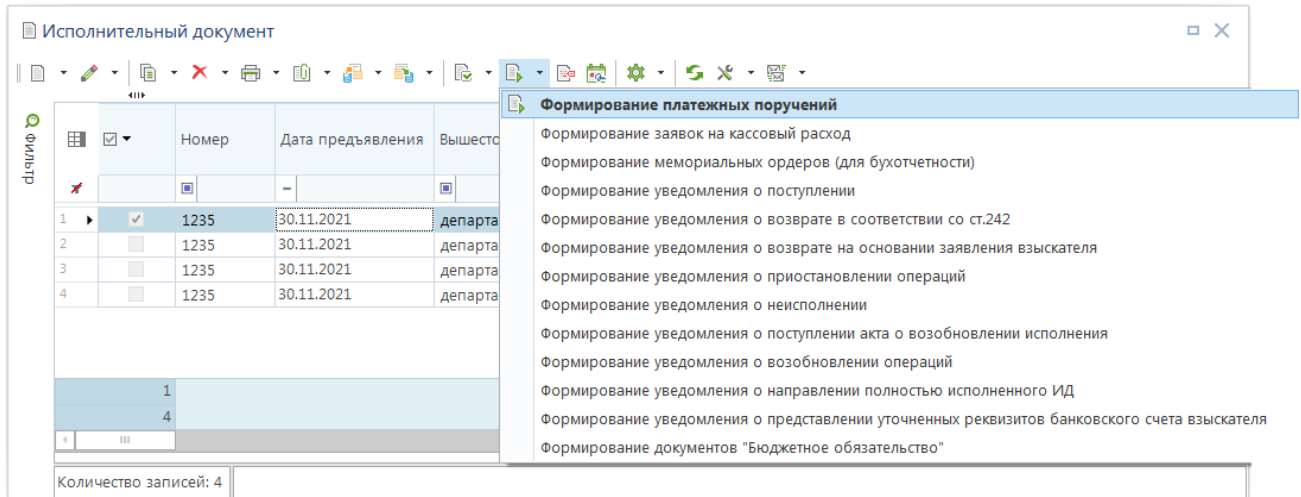 Исполнительный документ
Формирование платежных поручений
Формирование заявок на кассовый расход
Формирование мемориальных ордеров (для бухотчетности)
Формирование уведомления о поступлении
Формирование уведомления о возврате в соответствии со ст.242
Формирование уведомления о возврате на основании заявления взыскателя
Формирование уведомления о приостановлении операций
Формирование уведомления о неисполнении
Формирование уведомления о поступлении акта о возобновлении исполнения
Формирование уведомления о возобновлении операций
Формирование уведомления о направлении полностью исполненного ИД
Формирование уведомления о представлении уточненных реквизитов банковского счета взыскателя
Формирование документов "Бюджетное обязательство"
Фильтр
Номер Дата предъявления Вышесто
1 1235 30.11.2021 департа
2 1235 30.11.2021 департа
3 1235 30.11.2021 департа
4 1235 30.11.2021 департа
1
4
Количество записей: 4